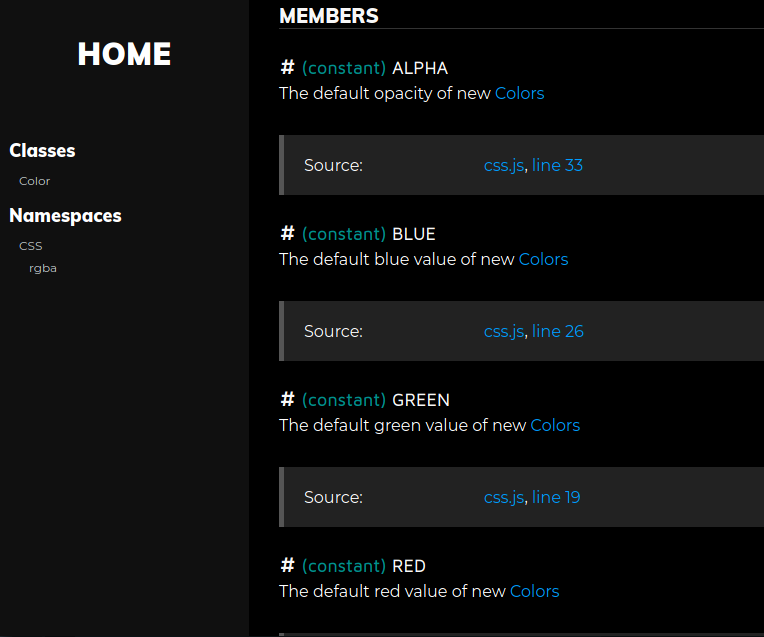 HOME
Classes
Color
Namespaces
CSS
rgba
MEMBERS
# (constant) ALPHA
The default opacity of new Colors
Source: css.js, line 33
# (constant) BLUE
The default blue value of new Colors
Source: css.js, line 26
# (constant) GREEN
The default green value of new Colors
Source: css.js, line 19
# (constant) RED
The default red value of new Colors